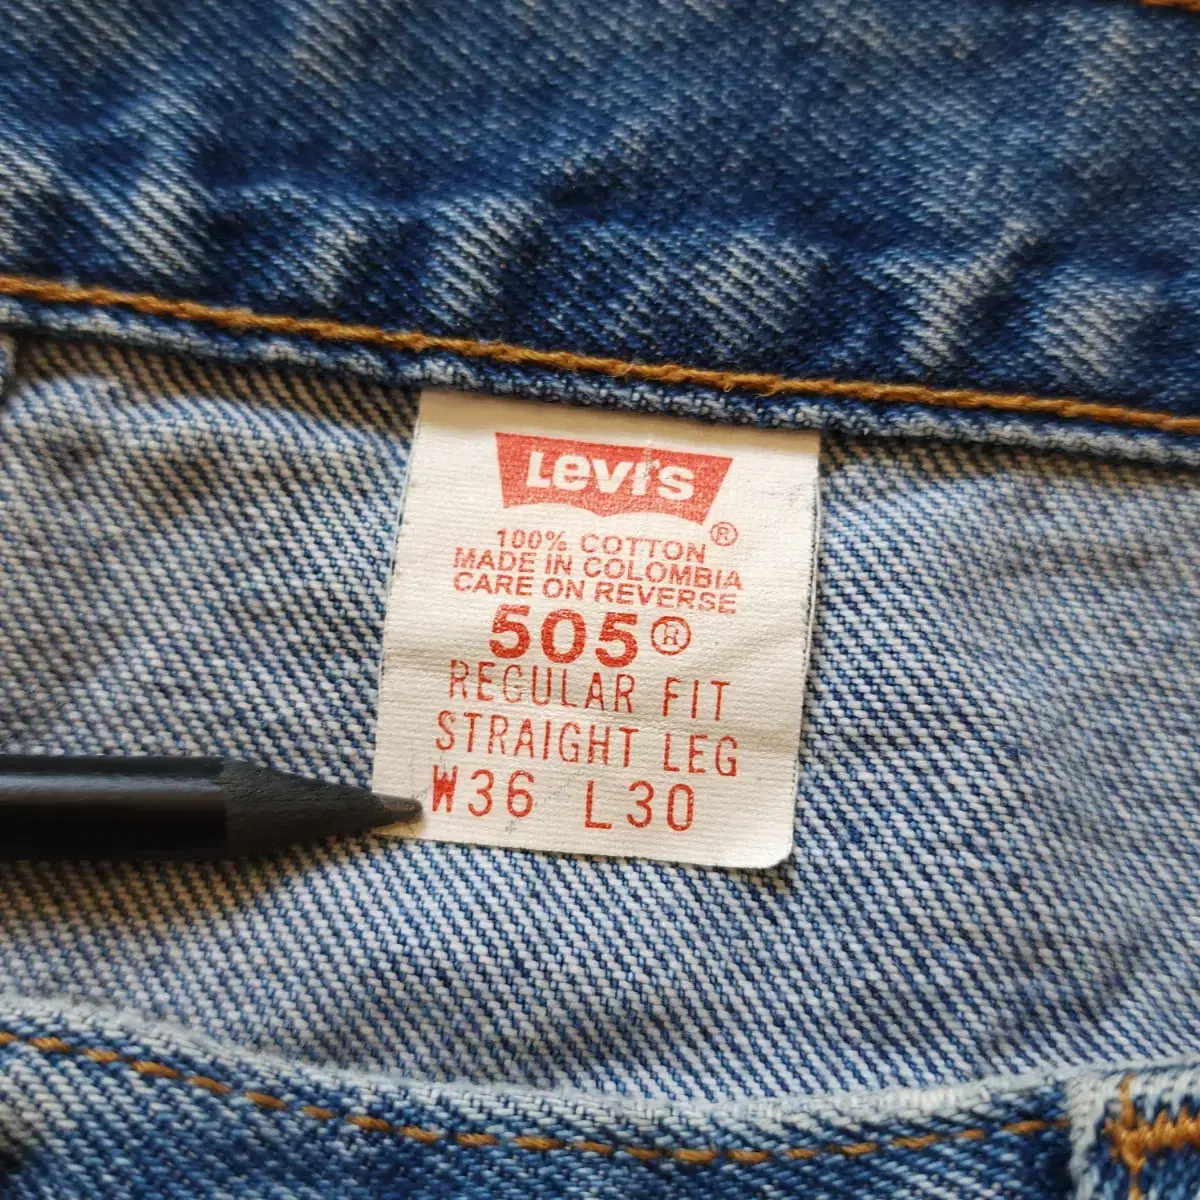 Levi's
®
100% COTTON
MADE IN COLOMBIA
CARE ON REVERSE
505®
REGULAR FIT
STRAIGHT LEG
W36 L30